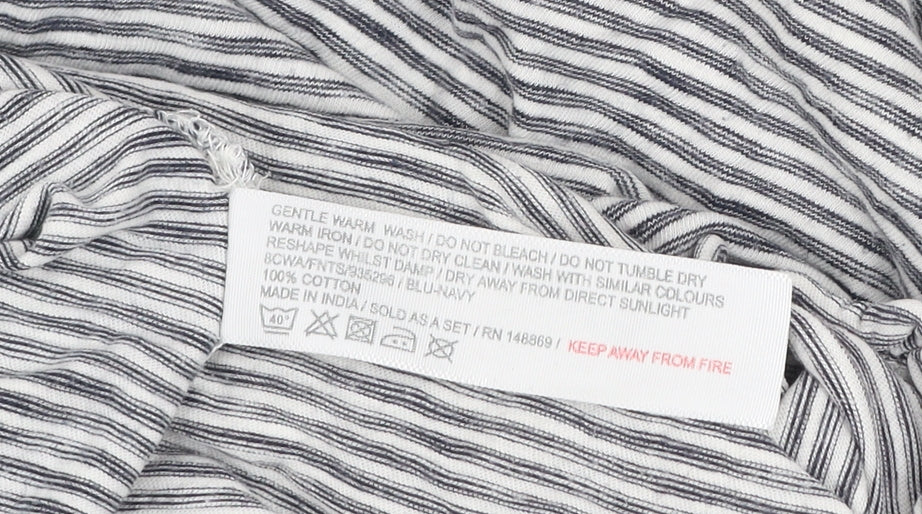 GENTLE WARM WASH / DO NOT BLEACH / DO NOT TUMBLE DRY
WARM IRON / DO NOT DRY CLEAN / WASH WITH SIMILAR COLOURS
RESHAPE WHILST DAMP / DRY AWAY FROM DIRECT SUNLIGHT
8CWA/FNTS/935296 / BLU-NAVY
100% COTTON
MADE IN INDIA / SOLD AS A SET / RN 148869 / KEEP AWAY FROM FIRE
40°